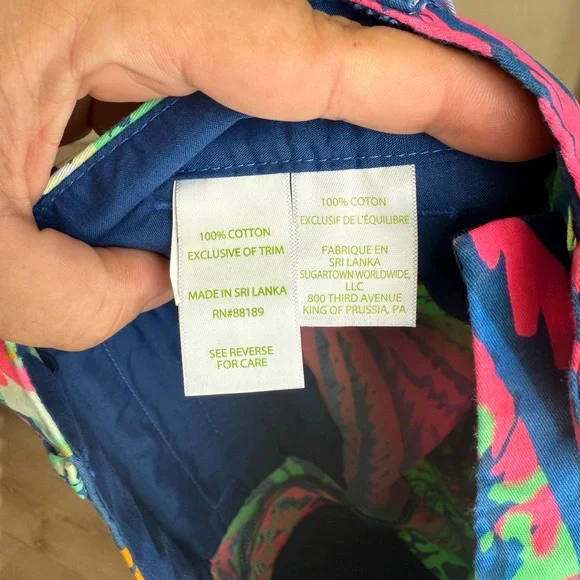 100% COTTON
EXCLUSIVE OF TRIM
MADE IN SRI LANKA
RN#88189
SEE REVERSE
FOR CARE
100% COTON
EXCLUSIF DE L'ÉQUILIBRE
FABRIQUE EN
SRI LANKA
SUGARTOWN WORLDWIDE,
LLC
800 THIRD AVENUE
KING OF PRUSSIA, PA